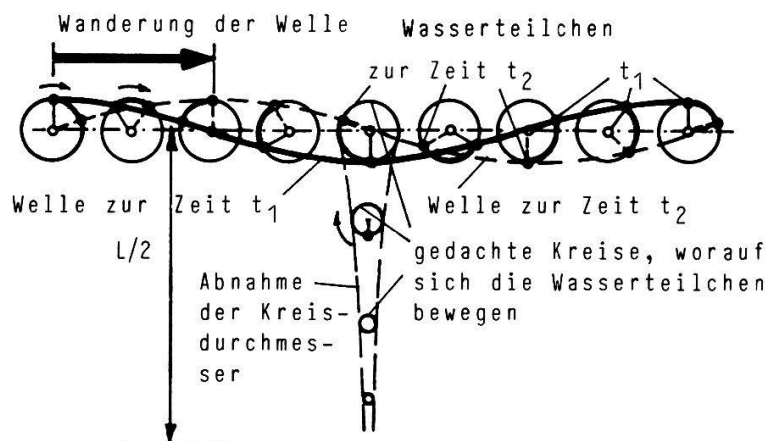 Wanderung der Welle
Wasserteilchen
zur Zeit t2
t1
Welle zur Zeit t1
Welle zur Zeit t2
L/2
gedachte Kreise, worauf
sich die Wasserteilchen
bewegen
Abnahme
der Kreis-
durchmes-
ser